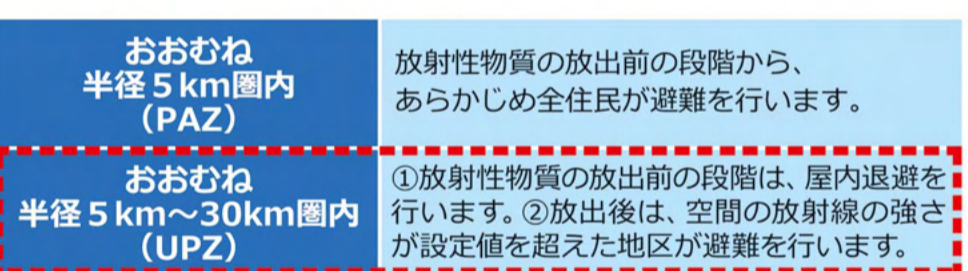 おおむね
半径5km圏内
（PAZ）
放射性物質の放出前の段階から、
あらかじめ全住民が避難を行います。
おおむね
半径5km～30km圏内
（UPZ）
①放射性物質の放出前の段階は、屋内退避を
行います。②放出後は、空間の放射線の強さ
が設定値を超えた地区が避難を行います。